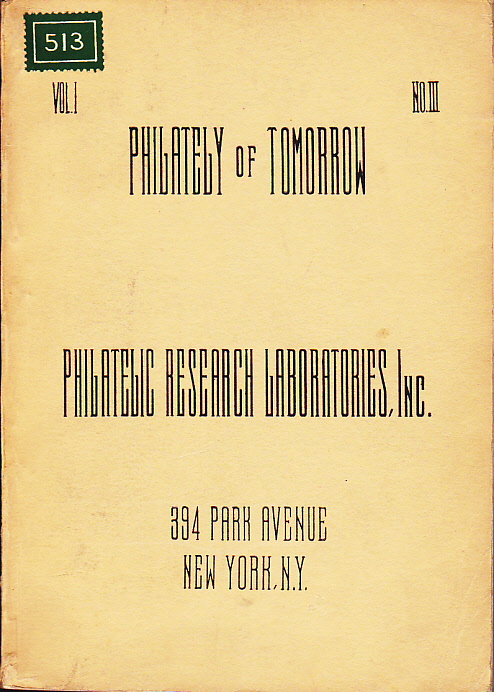 513
VOL. I
NO. III
PHILATELY OF TOMORROW
PHILATELIC RESEARCH LABORATORIES, INC.
394 PARK AVENUE
NEW YORK, N.Y.